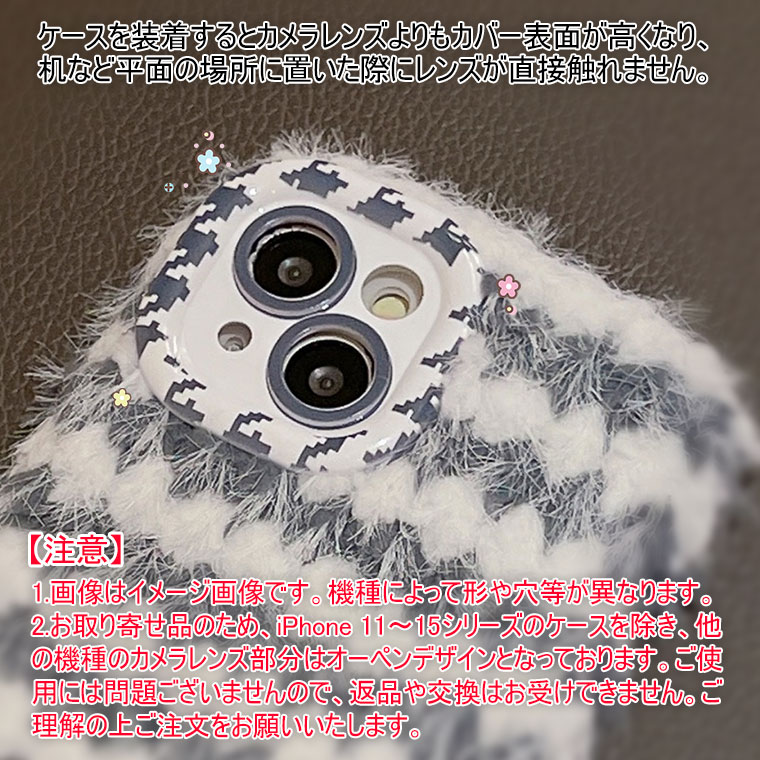 ケースを装着するとカメラレンズよりもカバー表面が高くなり、
机など平面の場所に置いた際にレンズが直接触れません。
【注意】
1.画像はイメージ画像です。機種によって形や穴等が異なります。
2.お取り寄せ品のため、iPhone 11～15シリーズのケースを除き、他
の機種のカメラレンズ部分はオーペンデザインとなっております。ご使
用には問題ございませんので、返品や交換はお受けできません。ご
理解の上ご注文をお願いいたします。